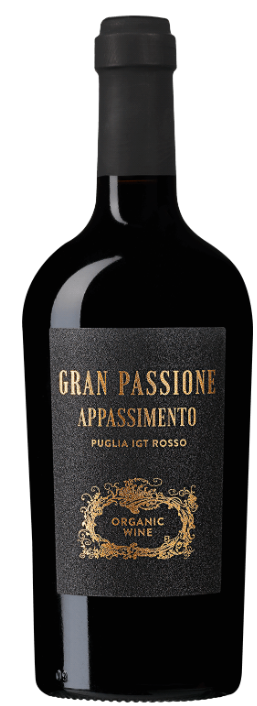 GRAN PASSIONE
APPASSIMENTO
PUGLIA IGT ROSSO
ORGANIC
WINE